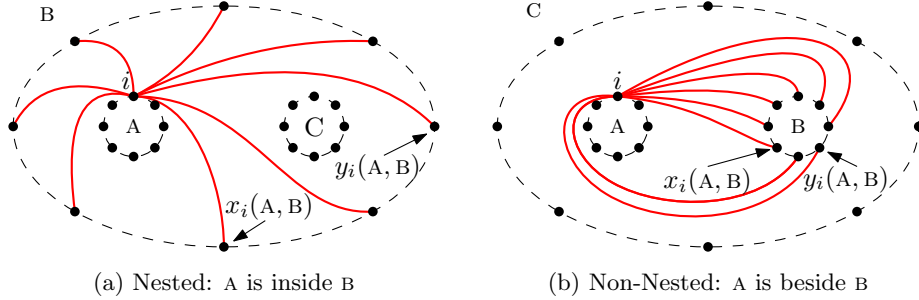 B
i
A
C
y_i(A, B)
x_i(A, B)
(a) Nested: A is inside B
C
i
A
B
x_i(A, B)
y_i(A, B)
(b) Non-Nested: A is beside B